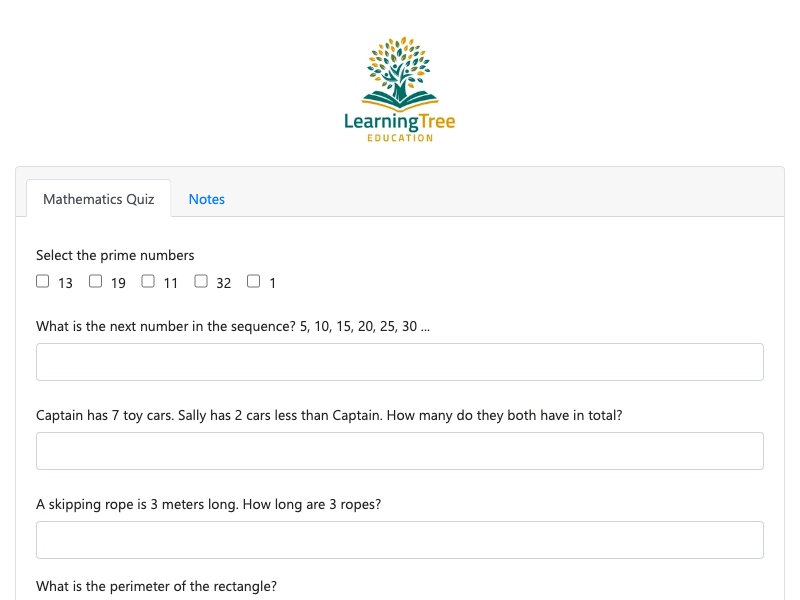 LearningTree
EDUCATION
Mathematics Quiz Notes
Select the prime numbers
13 19 11 32 1
What is the next number in the sequence? 5, 10, 15, 20, 25, 30 ...
Captain has 7 toy cars. Sally has 2 cars less than Captain. How many do they both have in total?
A skipping rope is 3 meters long. How long are 3 ropes?
What is the perimeter of the rectangle?